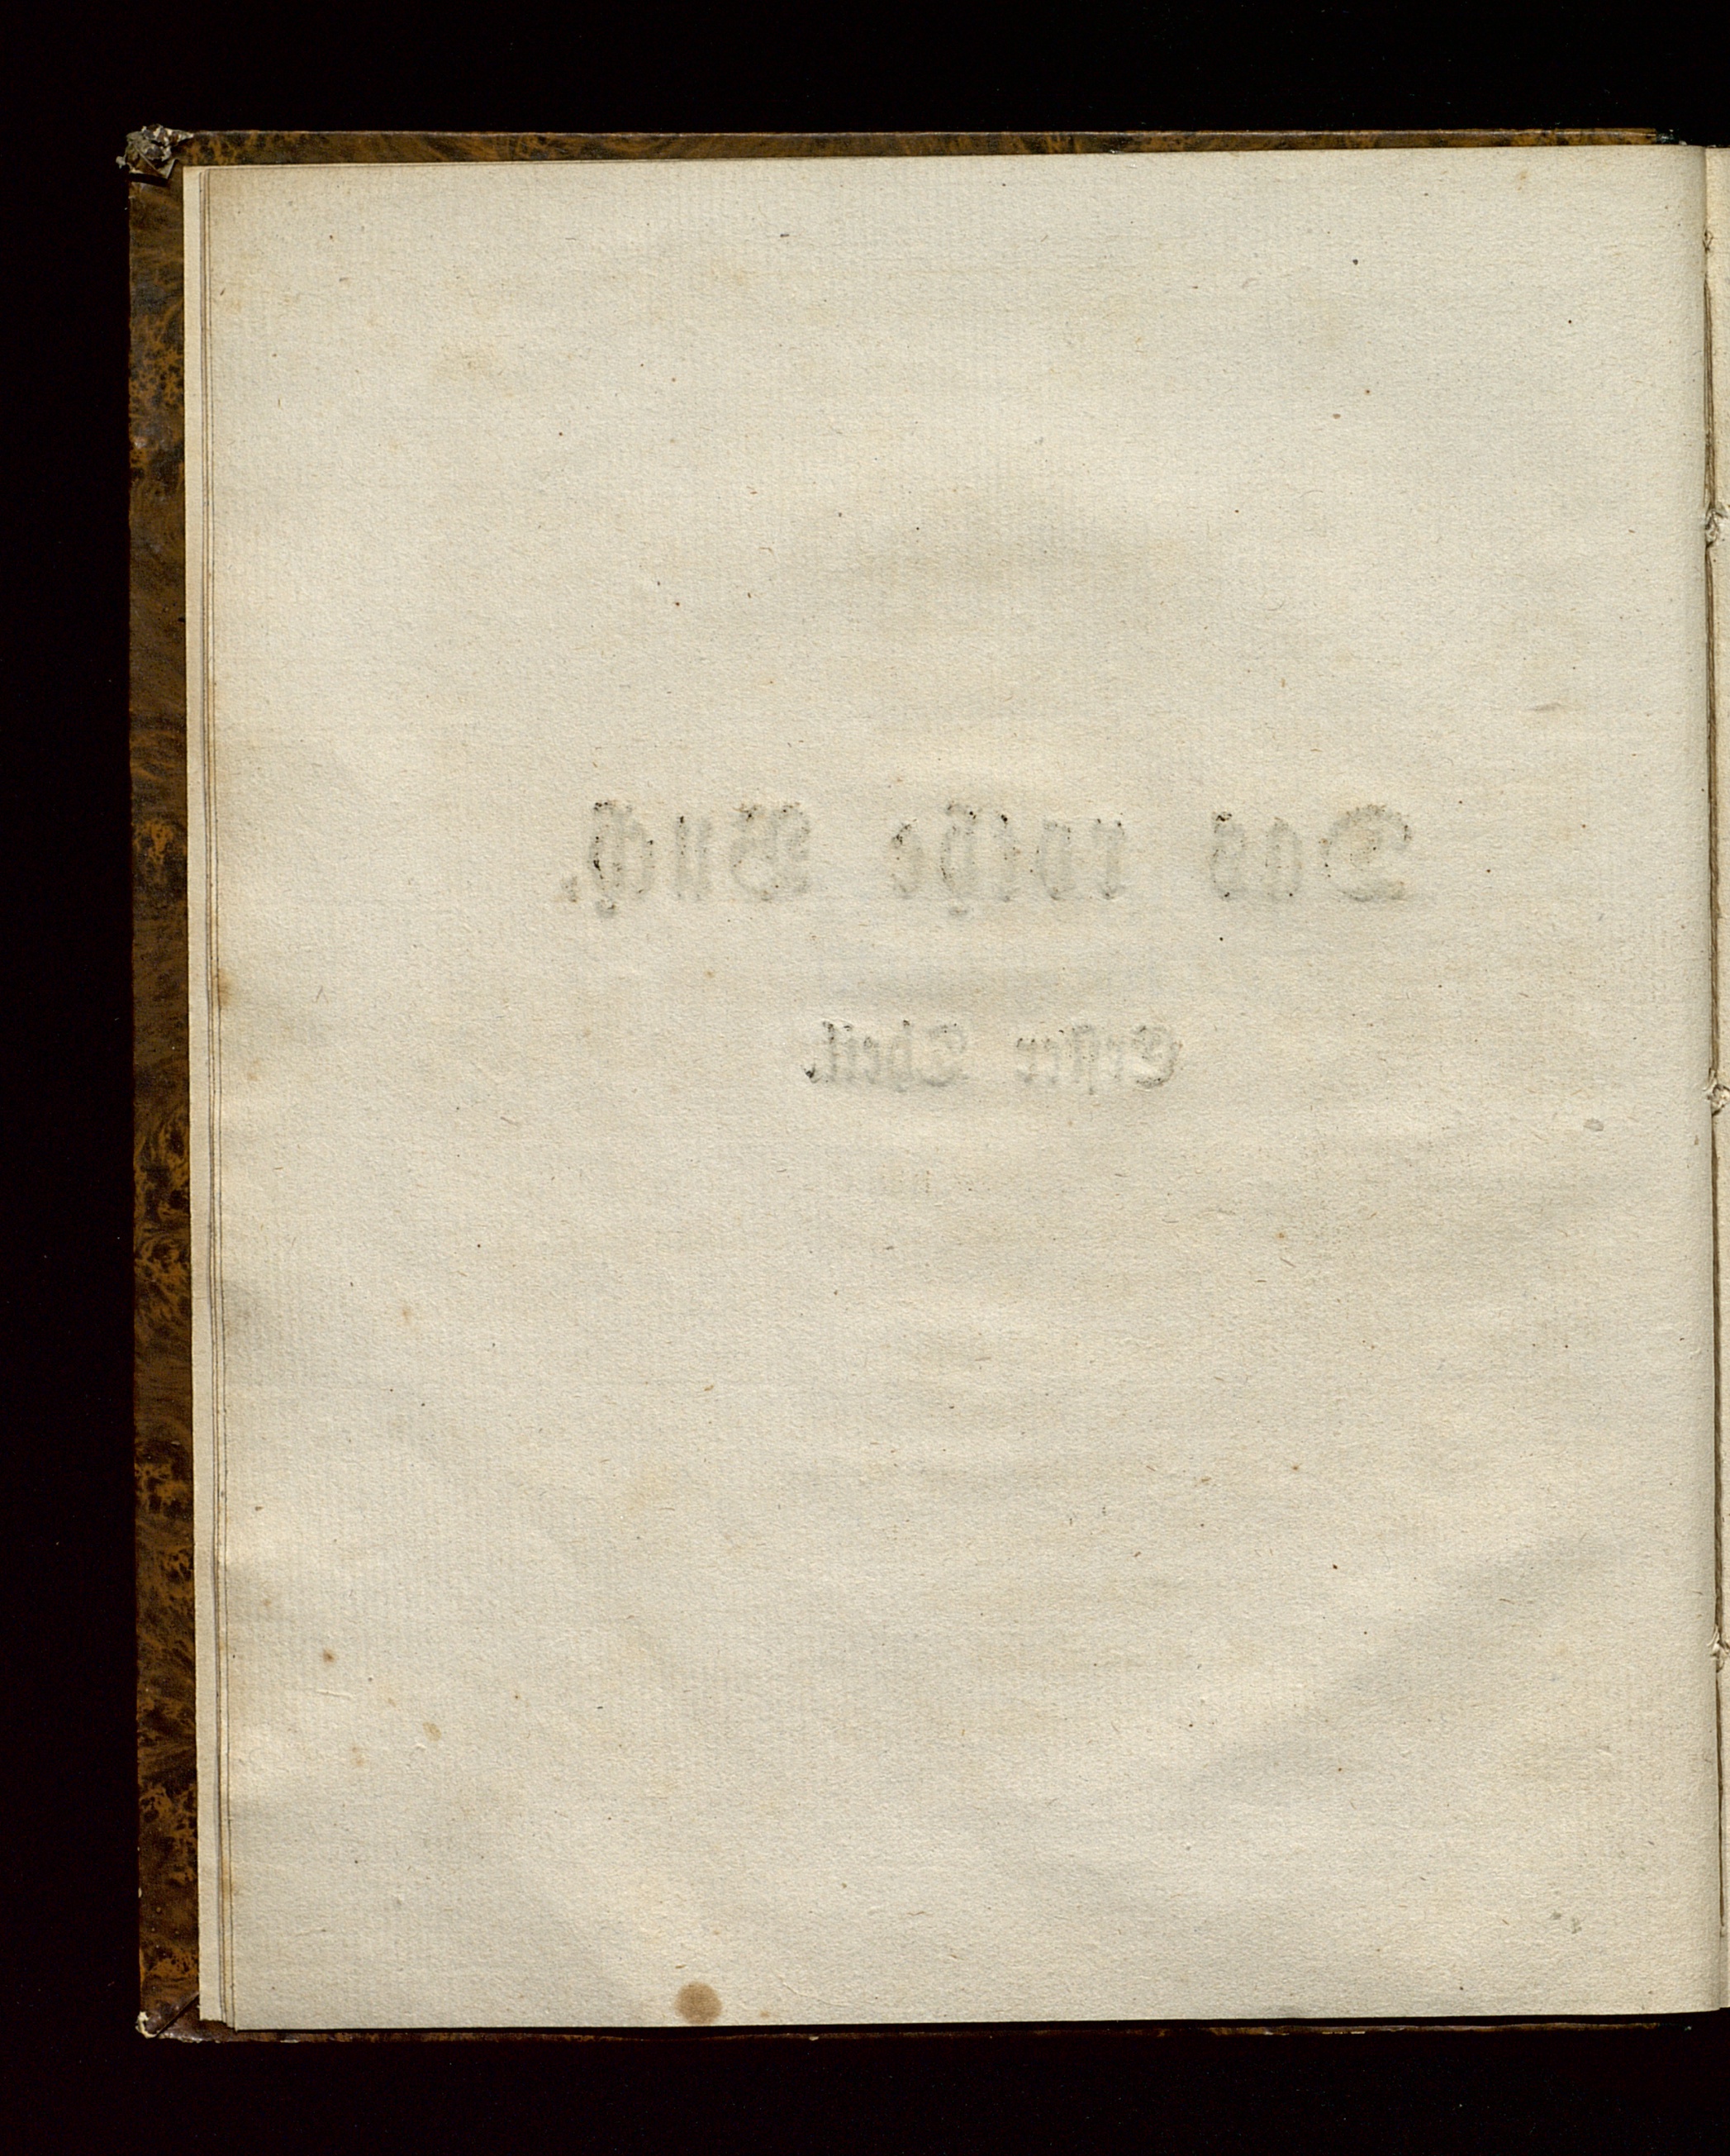 Das rothe Buch.
Erster Theil.